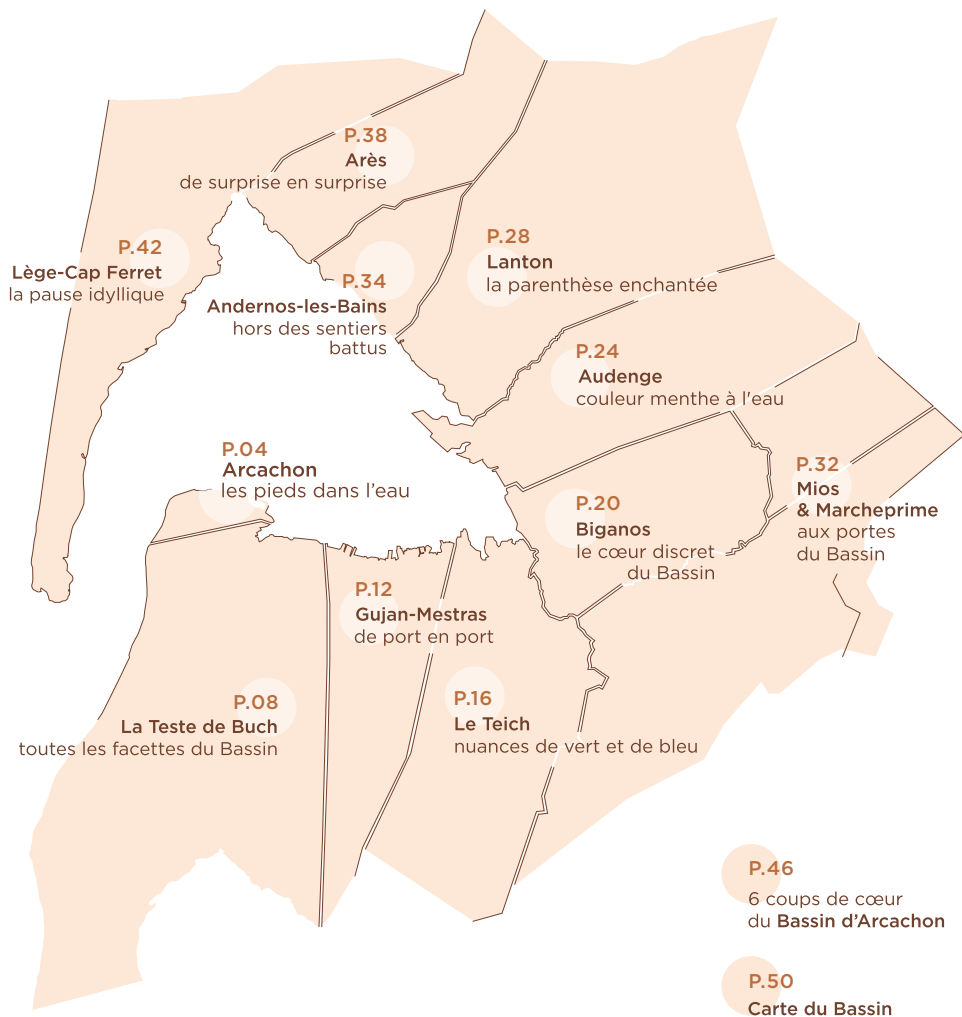 P.38
Arès
de surprise en surprise
P.42
Lège-Cap Ferret
la pause idyllique
P.34
Andernos-les-Bains
hors des sentiers
battus
P.28
Lanton
la parenthèse enchantée
P.24
Audenge
couleur menthe à l'eau
P.04
Arcachon
les pieds dans l’eau
P.20
Biganos
le cœur discret
du Bassin
P.32
Mios
& Marcheprime
aux portes
du Bassin
P.12
Gujan-Mestras
de port en port
P.08
La Teste de Buch
toutes les facettes du Bassin
P.16
Le Teich
nuances de vert et de bleu
P.46
6 coups de cœur
du Bassin d’Arcachon
P.50
Carte du Bassin